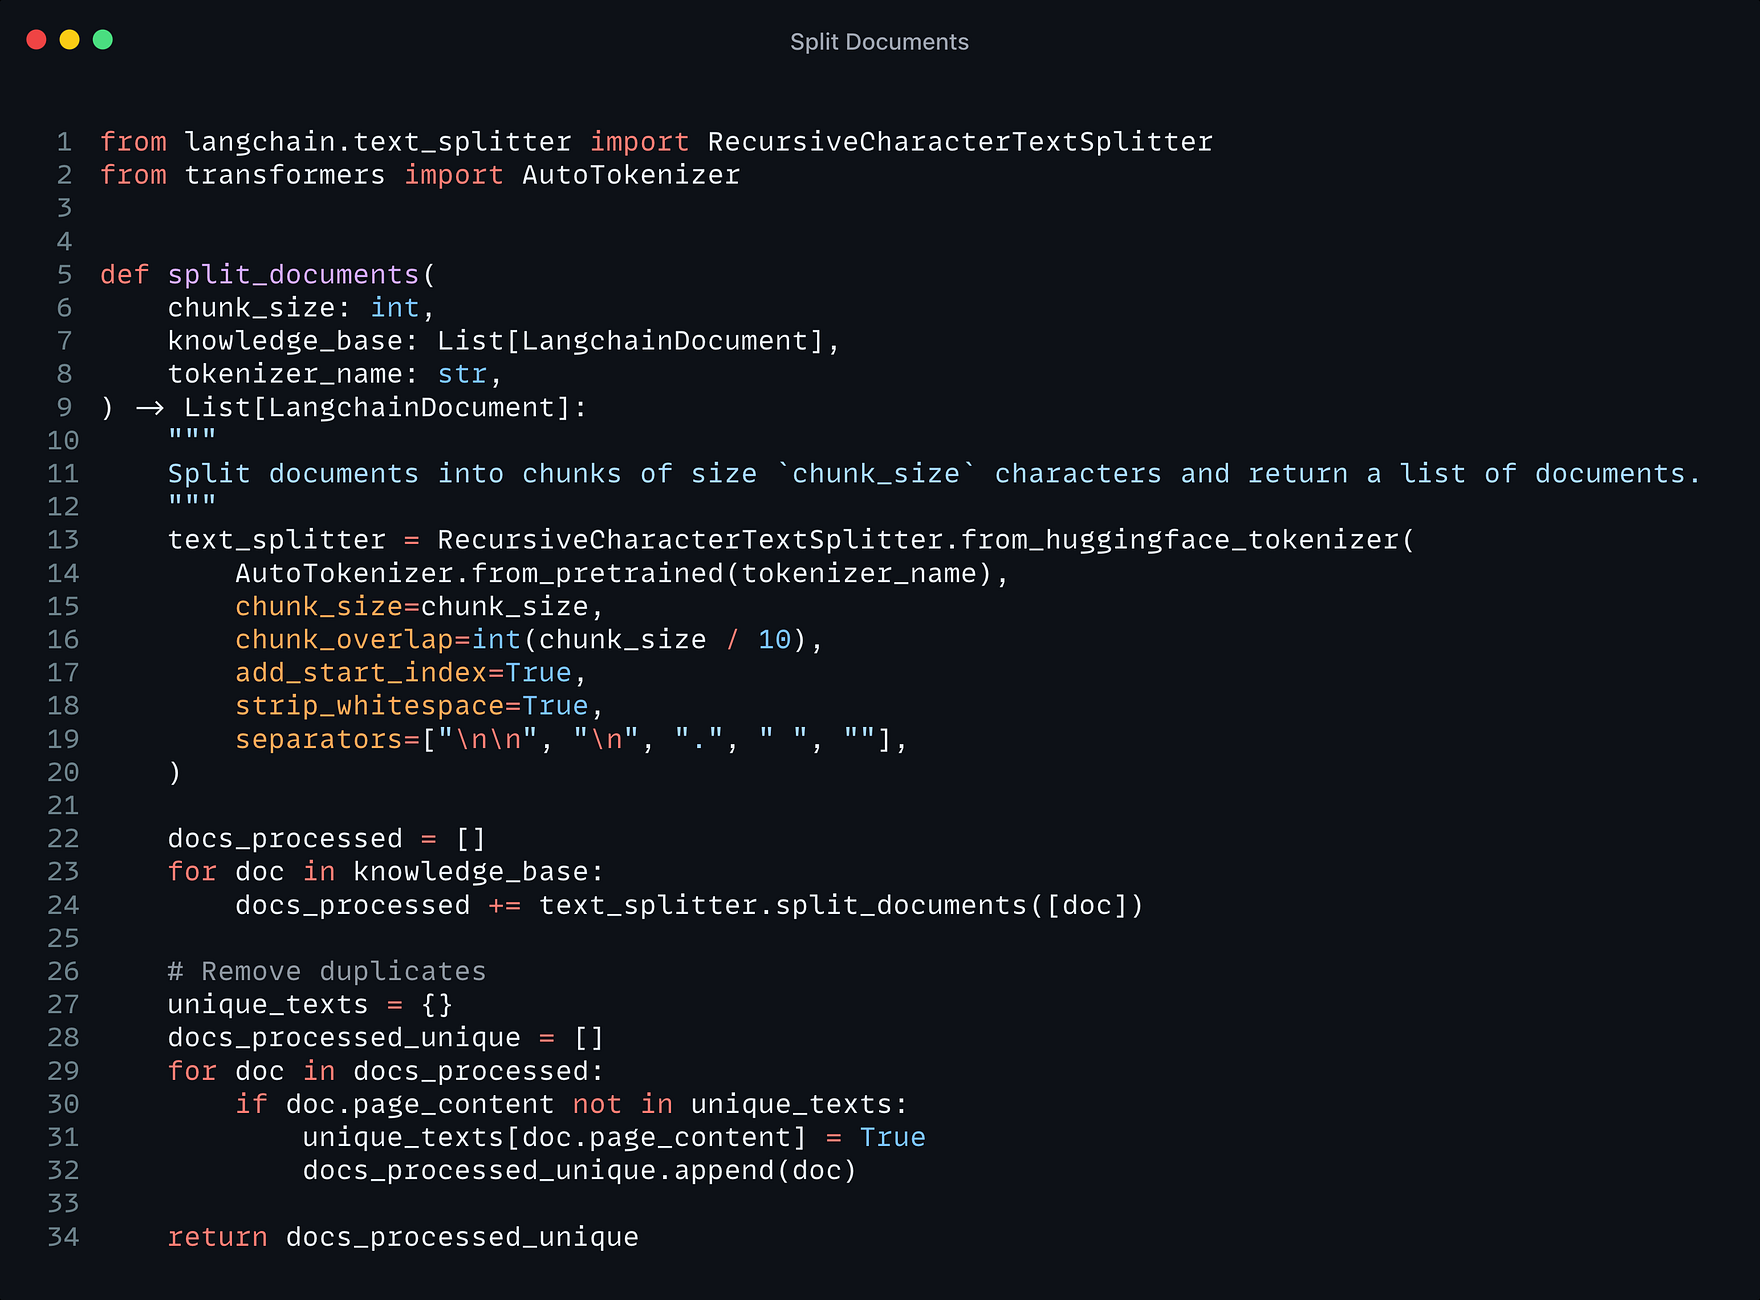 Split Documents
1 from langchain.text_splitter import RecursiveCharacterTextSplitter
2 from transformers import AutoTokenizer
3
4
5 def split_documents(
6     chunk_size: int,
7     knowledge_base: List[LangchainDocument],
8     tokenizer_name: str,
9 ) → List[LangchainDocument]:
10     """
11     Split documents into chunks of size `chunk_size` characters and return a list of documents.
12     """
13     text_splitter = RecursiveCharacterTextSplitter.from_huggingface_tokenizer(
14         AutoTokenizer.from_pretrained(tokenizer_name),
15         chunk_size=chunk_size,
16         chunk_overlap=int(chunk_size / 10),
17         add_start_index=True,
18         strip_whitespace=True,
19         separators=["\n\n", "\n", ".", " ", ""],
20     )
21
22     docs_processed = []
23     for doc in knowledge_base:
24         docs_processed += text_splitter.split_documents([doc])
25
26     # Remove duplicates
27     unique_texts = {}
28     docs_processed_unique = []
29     for doc in docs_processed:
30         if doc.page_content not in unique_texts:
31             unique_texts[doc.page_content] = True
32             docs_processed_unique.append(doc)
33
34     return docs_processed_unique